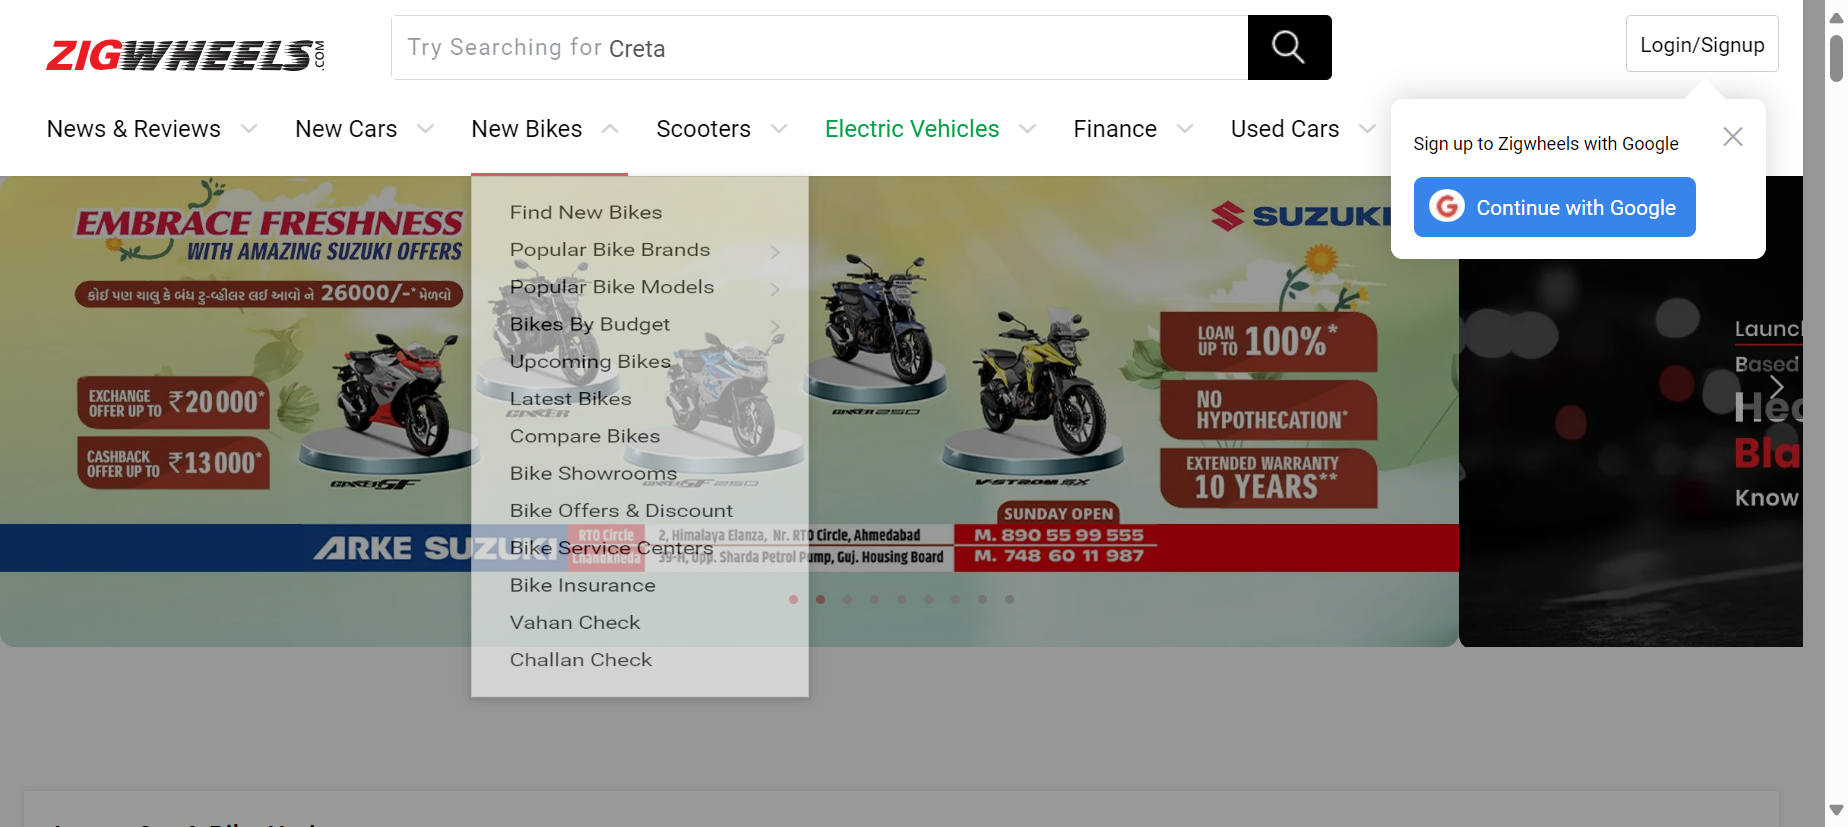 ZIGWHEELS.COM
Try Searching for Creta
Login/Signup
News & Reviews
New Cars
New Bikes
Scooters
Electric Vehicles
Finance
Used Cars
Sign up to Zigwheels with Google
Continue with Google
Find New Bikes
Popular Bike Brands
Popular Bike Models
Bikes By Budget
Upcoming Bikes
Latest Bikes
Compare Bikes
Bike Showrooms
Bike Offers & Discount
Bike Service Centers
Bike Insurance
Vahan Check
Challan Check
EMBRACE FRESHNESS
WITH AMAZING SUZUKI OFFERS
કોઈ પણ ચાલુ કે બંધ ટુ-વ્હીલર લઈ આવો ને 26000/-* મેળવો
EXCHANGE
OFFER UP TO ₹20000*
CASHBACK
OFFER UP TO ₹13000*
GIXXER
GIXXER SF
GIXXER SF 250
GIXXER 250
V-STROM SX
SUZUKI
LOAN
UP TO 100%*
NO
HYPOTHECATION*
EXTENDED WARRANTY
10 YEARS**
SUNDAY OPEN
ARKE SUZUKI
RTO Circle
2, Himalaya Elanza, Nr. RTO Circle, Ahmedabad
M. 890 55 99 555
Chandkheda
39-H, Opp. Sharda Petrol Pump, Guj. Housing Board
M. 748 60 11 987
Launch
Based
Hea
Bla
Know